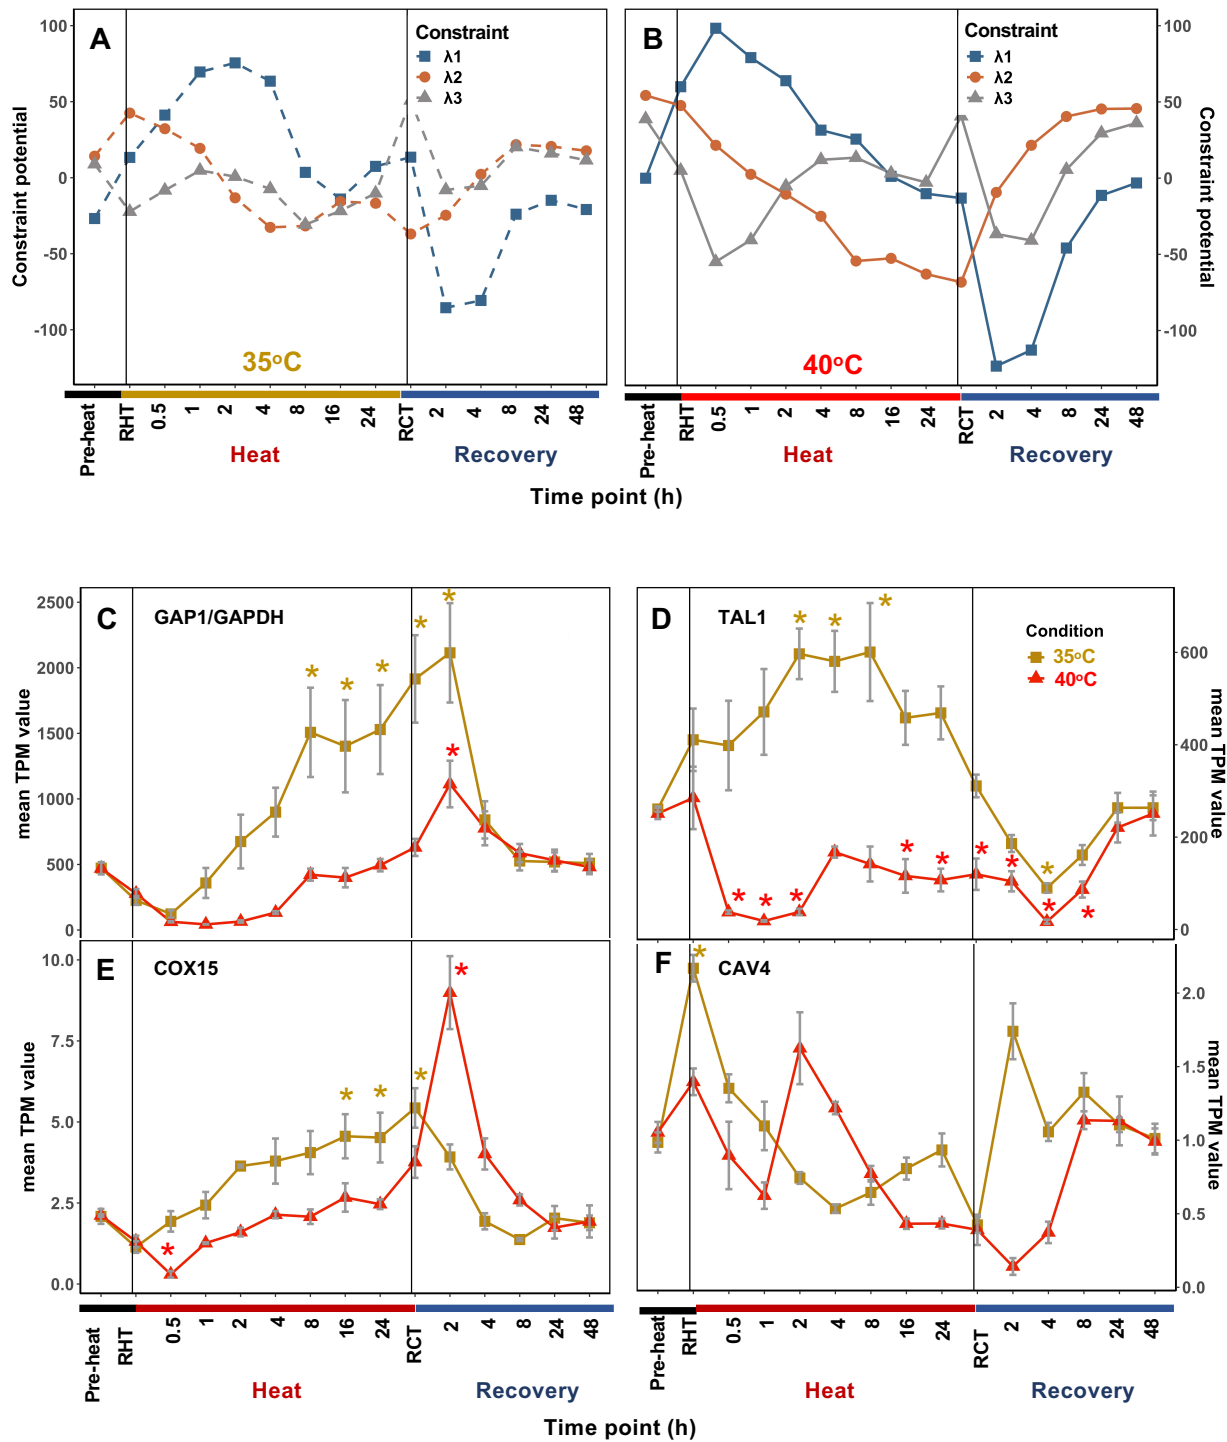 A
Constraint
λ1
λ2
λ3
100
50
0
-50
-100
Constraint potential
35°C
Pre-heat
RHT
0.5
1
2
4
8
16
24
RCT
2
4
8
24
48
Heat
Recovery
B
Constraint
λ1
λ2
λ3
100
50
0
-50
-100
Constraint potential
40°C
Pre-heat
RHT
0.5
1
2
4
8
16
24
RCT
2
4
8
24
48
Heat
Recovery
Time point (h)
C
GAP1/GAPDH
2500
2000
1500
1000
500
0
mean TPM value
* * * * * *
D
TAL1
Condition
35°C
40°C
600
400
200
0
mean TPM value
* * * * * * * * * * * *
E
COX15
10.0
7.5
5.0
2.5
0.0
mean TPM value
* * * * *
F
CAV4
2.0
1.5
1.0
0.5
0.0
mean TPM value
*
Pre-heat
RHT
0.5
1
2
4
8
16
24
RCT
2
4
8
24
48
Heat
Recovery
Pre-heat
RHT
0.5
1
2
4
8
16
24
RCT
2
4
8
24
48
Heat
Recovery
Time point (h)